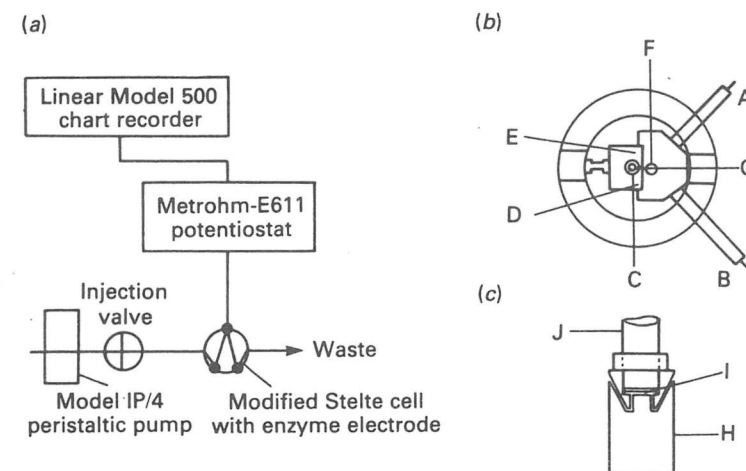 (a)
Linear Model 500
chart recorder
Metrohm-E611
potentiostat
Injection
valve
Waste
Model IP/4
peristaltic pump
Modified Stelte cell
with enzyme electrode
(b)
F
A
E
D
C
B
(c)
J
I
H